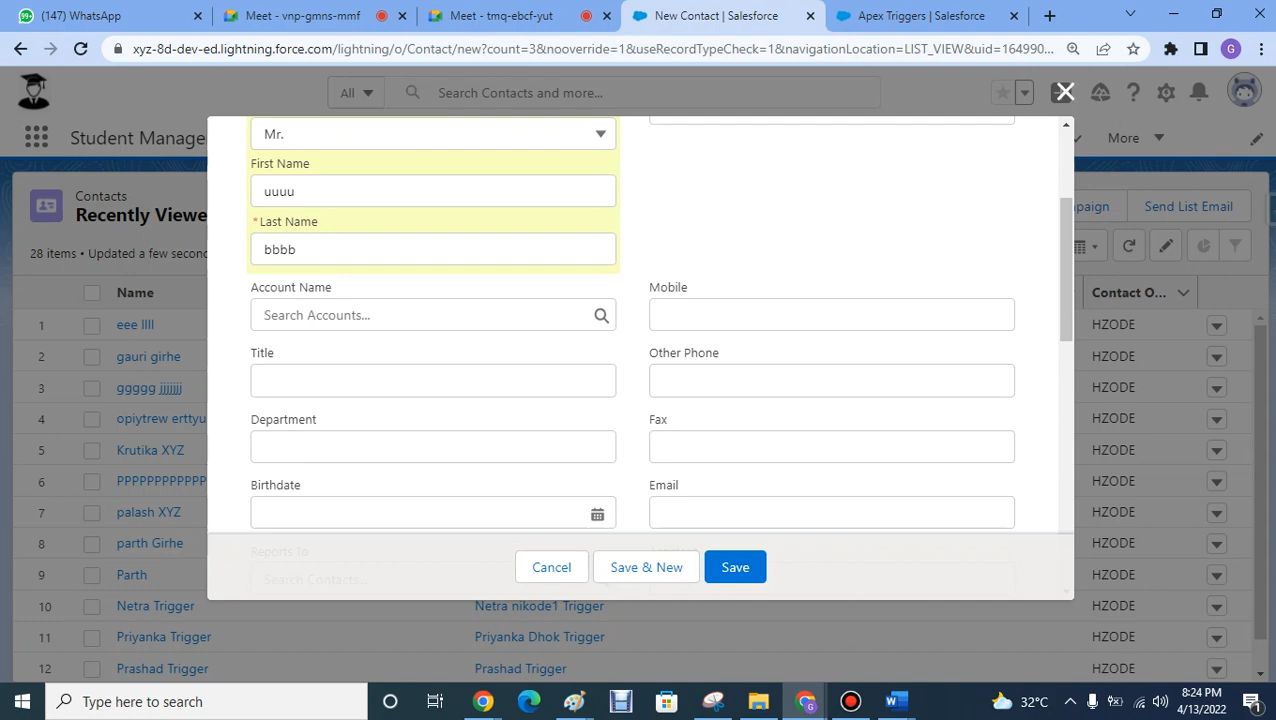 (147) WhatsApp
Meet - vnp-gmns-mmf
Meet - tmq-ebcf-yut
New Contact | Salesforce
Apex Triggers | Salesforce
xyz-8d-dev-ed.lightning.force.com/lightning/o/Contact/new?count=3&nooverride=1&useRecordTypeCheck=1&navigationLocation=LIST_VIEW&uid=164990...
G
All
Search Contacts and more...
Student Manager
More
Contacts
Recently Viewe
28 items • Updated a few second
Send List Email
Name
Contact O...
1 eee llll HZODE
2 gauri girhe HZODE
3 ggggg jjjjjjj HZODE
4 opiytrew erttyu HZODE
5 Krutika XYZ HZODE
6 PPPPPPPPPPPP HZODE
7 palash XYZ HZODE
8 parth Girhe HZODE
9 Parth HZODE
10 Netra Trigger Netra nikode1 Trigger HZODE
11 Priyanka Trigger Priyanka Dhok Trigger HZODE
12 Prashad Trigger Prashad Trigger HZODE
Mr.
First Name
uuuu
*Last Name
bbbb
Account Name
Search Accounts...
Mobile
Title
Other Phone
Department
Fax
Birthdate
Email
Reports To
Search Contacts...
Cancel
Save & New
Save
Type here to search
32°C
8:24 PM
4/13/2022
1